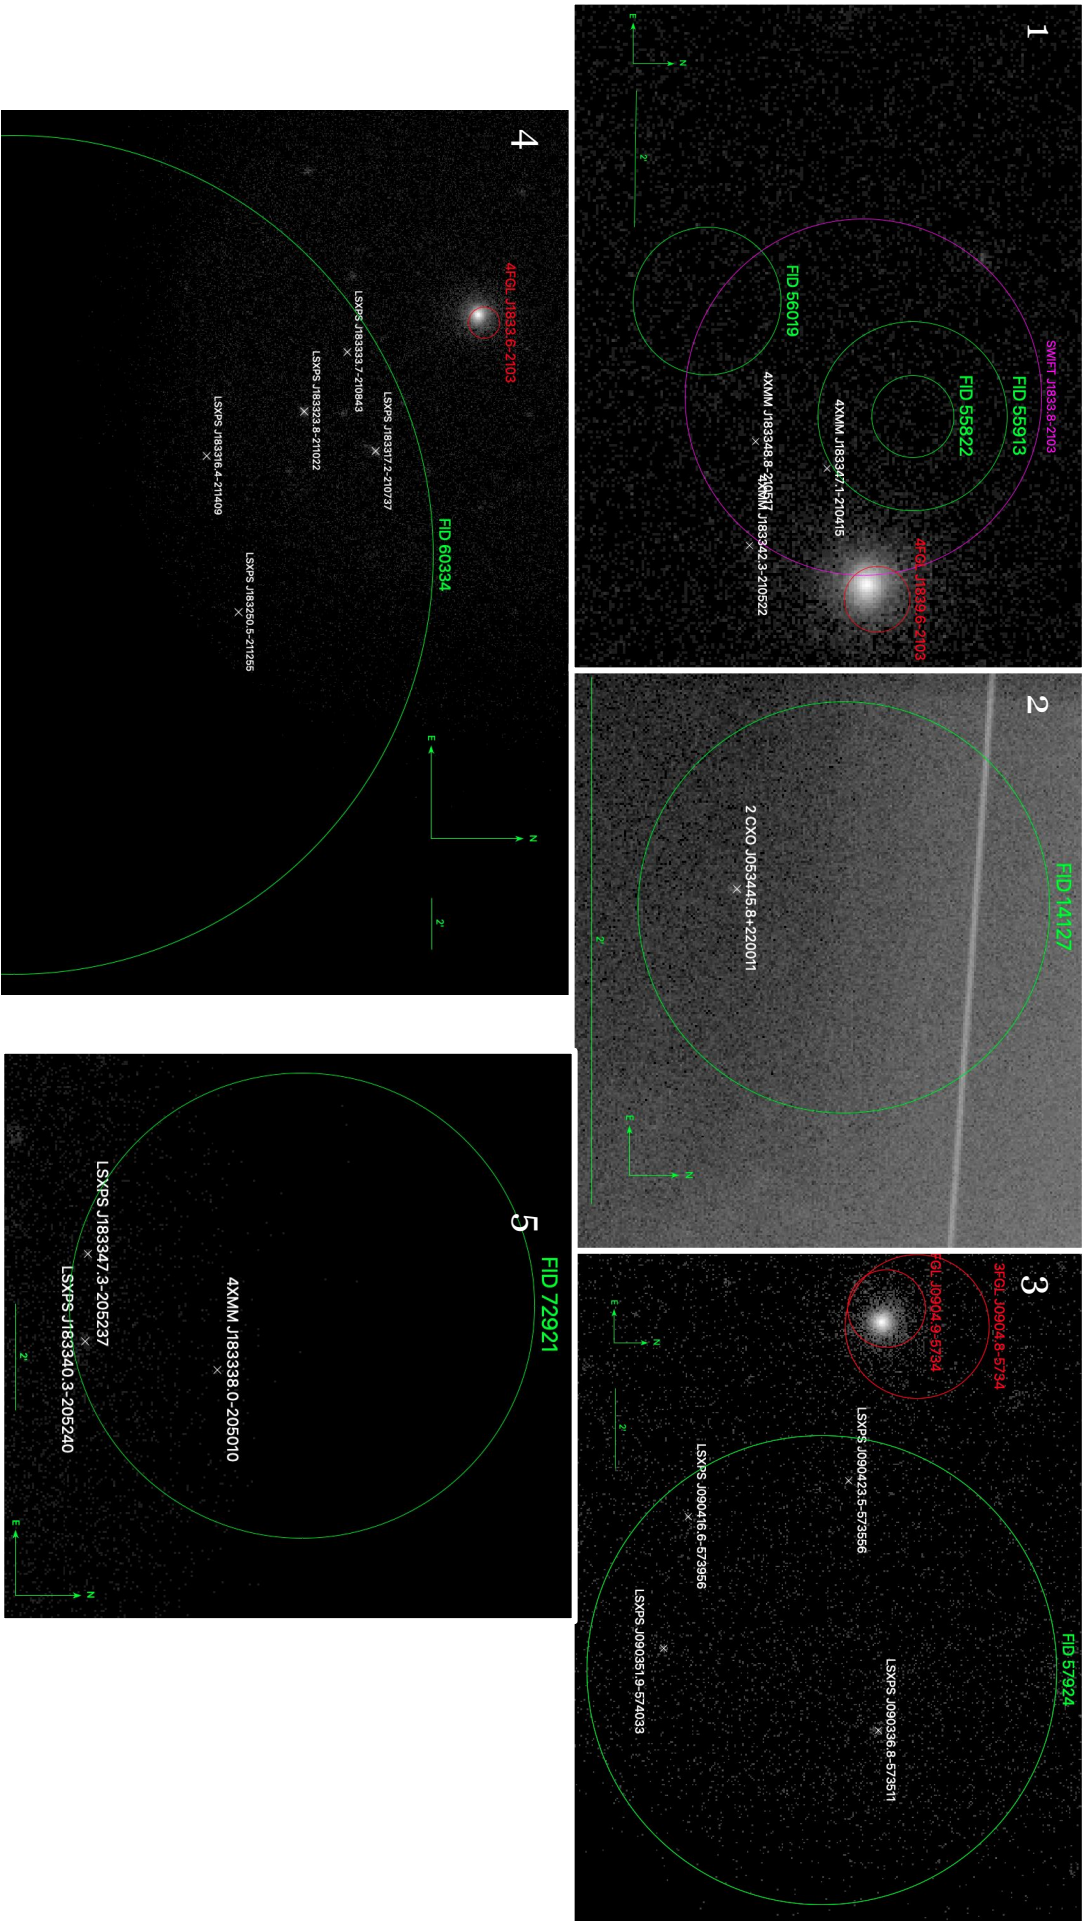 1
E
N
2'
SWIFT J1833.8-2103
FID 55913
FID 55822
FID 56019
4XMM J183347.1-210415
4XMM J183348.8-210517
4XMM J183342.3-210522
4FGL J1839.6-2103
2
FID 14127
2 CXO J053445.8+220011
2'
E
N
3
3FGL J0904.8-5734
FGL J0904.9-5734
E
N
2'
FID 57924
LSXPS J090423.5-573556
LSXPS J090416.6-573956
LSXPS J090351.9-574033
LSXPS J090336.8-573511
4
4FGL J1833.6-2103
LSXPS J183333.7-210843
LSXPS J183317.2-210737
LSXPS J183323.8-211022
LSXPS J183316.4-211409
LSXPS J183250.5-211255
FID 60334
E
N
2'
5
FID 72921
4XMM J183338.0-205010
LSXPS J183347.3-205237
LSXPS J183340.3-205240
2'
E
N